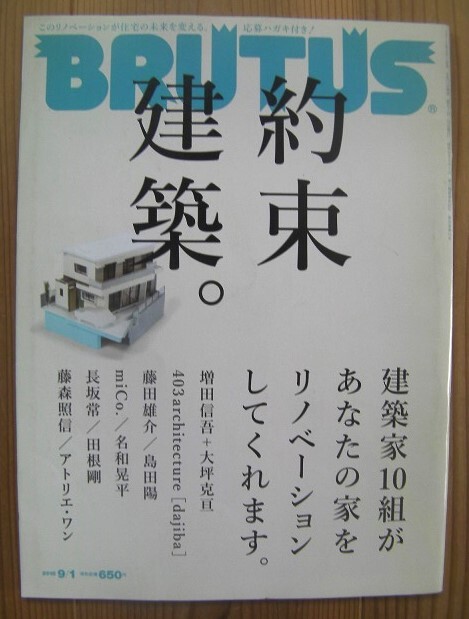 このリノベーションが住宅の未来を変える。 応募ハガキ付き!
BRUTUS
約束
建築。
建築家10組が
あなたの家を
リノベーション
してくれます。
増田信吾+大坪克亘
403architecture [dajiba]
藤田雄介/島田陽
miCo./名和晃平
長坂常/田根剛
藤森照信/アトリエ・ワン
9/1 650円